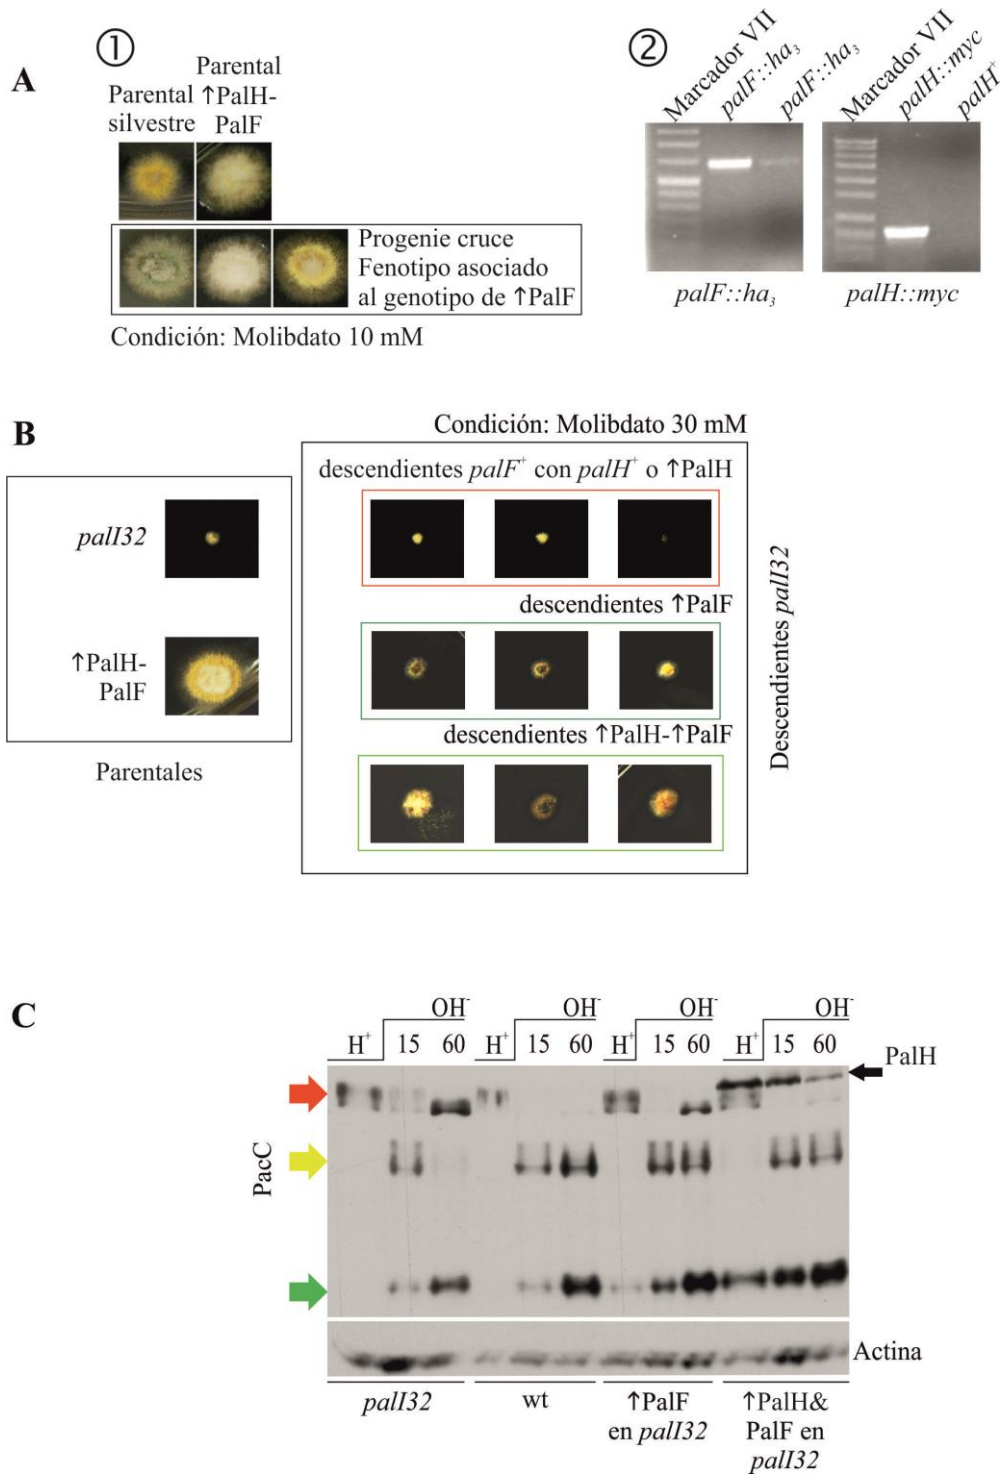 A
①
Parental
silvestre
Parental
↑PalH-
PalF
Progenie cruce
Fenotipo asociado
al genotipo de ↑PalF
Condición: Molibdato 10 mM
②
Marcador VII
palF::ha₃
palF::ha₃
palF::ha₃
Marcador VII
palH::myc
palH⁺
palH::myc
B
Condición: Molibdato 30 mM
palI32
↑PalH-
PalF
Parentales
descendientes palF⁺ con palH⁺ o ↑PalH
descendientes ↑PalF
descendientes ↑PalH-↑PalF
Descendientes palI32
C
OH⁻
OH⁻
OH⁻
OH⁻
H⁺ 15 60 H⁺ 15 60 H⁺ 15 60 H⁺ 15 60
PalH
PacC
Actina
palI32
wt
↑PalF
en palI32
↑PalH&
PalF en
palI32